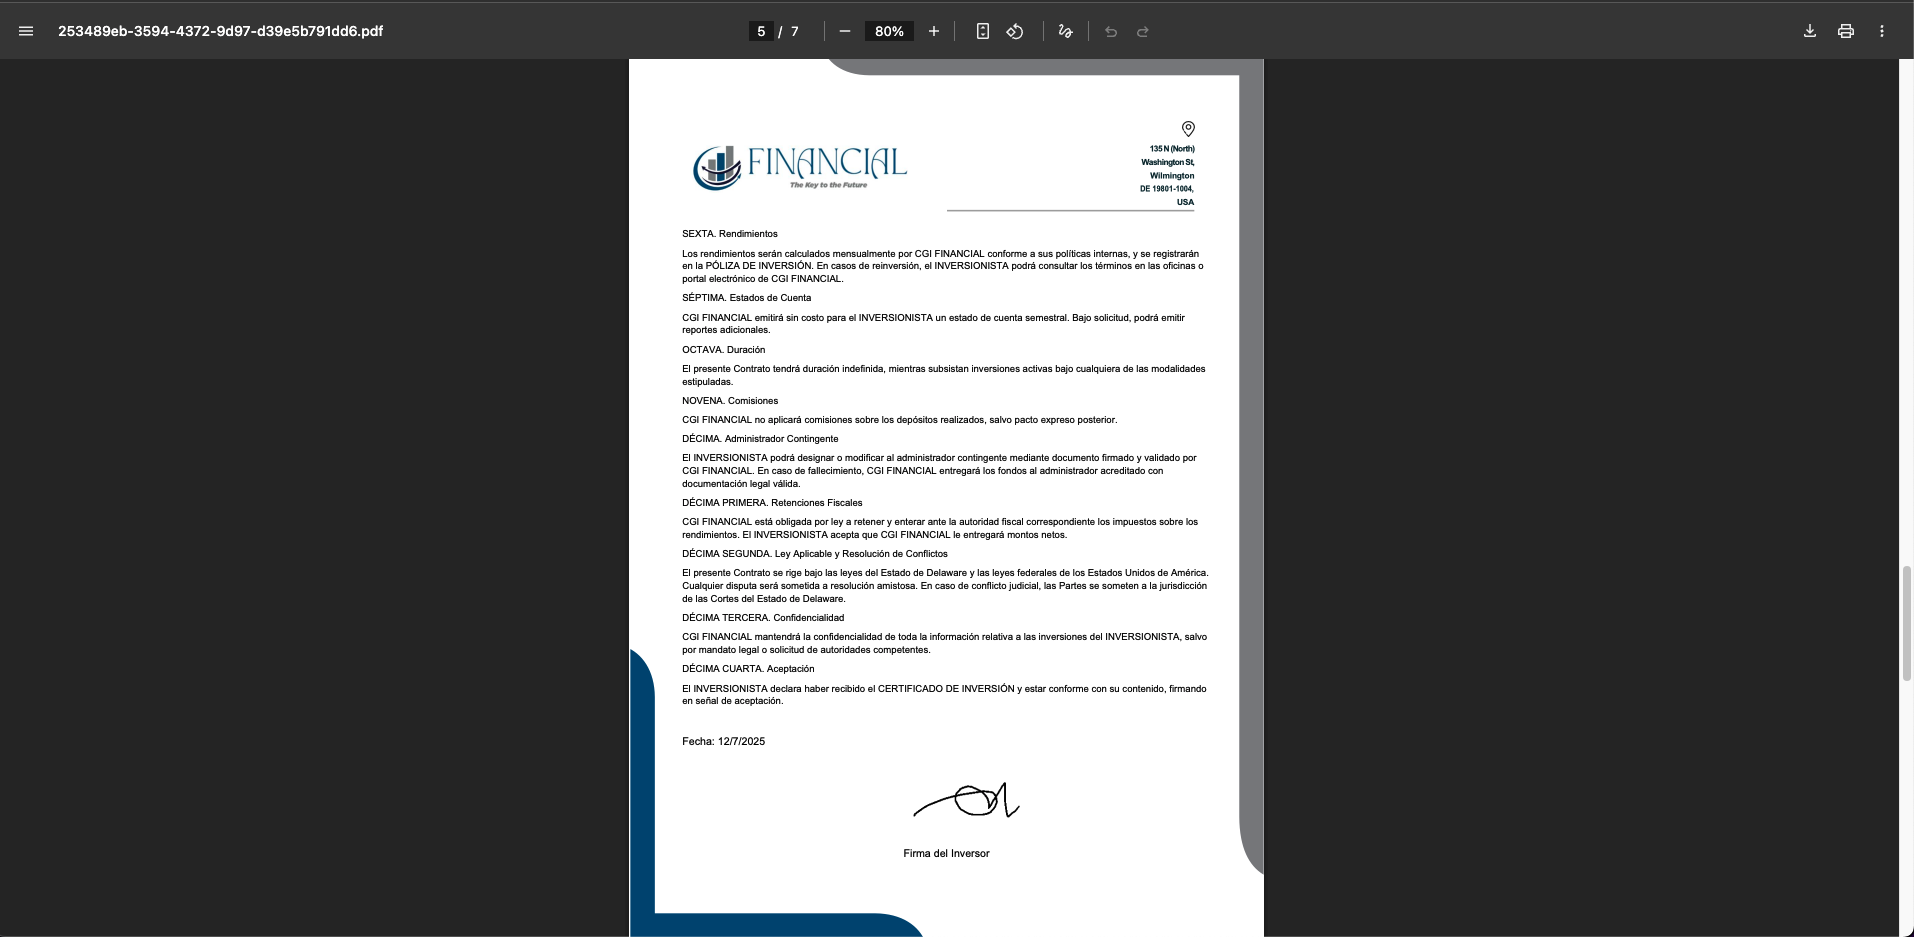 253489eb-3594-4372-9d97-d39e5b791dd6.pdf
5 / 7
80%
FINANCIAL
The Key to the Future
135 N (North)
Washington St,
Wilmington
DE 19801-1004,
USA
SEXTA. Rendimientos
Los rendimientos serán calculados mensualmente por CGI FINANCIAL conforme a sus políticas internas, y se registrarán
en la PÓLIZA DE INVERSIÓN. En casos de reinversión, el INVERSIONISTA podrá consultar los términos en las oficinas o
portal electrónico de CGI FINANCIAL.
SÉPTIMA. Estados de Cuenta
CGI FINANCIAL emitirá sin costo para el INVERSIONISTA un estado de cuenta semestral. Bajo solicitud, podrá emitir
reportes adicionales.
OCTAVA. Duración
El presente Contrato tendrá duración indefinida, mientras subsistan inversiones activas bajo cualquiera de las modalidades
estipuladas.
NOVENA. Comisiones
CGI FINANCIAL no aplicará comisiones sobre los depósitos realizados, salvo pacto expreso posterior.
DÉCIMA. Administrador Contingente
El INVERSIONISTA podrá designar o modificar al administrador contingente mediante documento firmado y validado por
CGI FINANCIAL. En caso de fallecimiento, CGI FINANCIAL entregará los fondos al administrador acreditado con
documentación legal válida.
DÉCIMA PRIMERA. Retenciones Fiscales
CGI FINANCIAL está obligada por ley a retener y enterar ante la autoridad fiscal correspondiente los impuestos sobre los
rendimientos. El INVERSIONISTA acepta que CGI FINANCIAL le entregará montos netos.
DÉCIMA SEGUNDA. Ley Aplicable y Resolución de Conflictos
El presente Contrato se rige bajo las leyes del Estado de Delaware y las leyes federales de los Estados Unidos de América.
Cualquier disputa será sometida a resolución amistosa. En caso de conflicto judicial, las Partes se someten a la jurisdicción
de las Cortes del Estado de Delaware.
DÉCIMA TERCERA. Confidencialidad
CGI FINANCIAL mantendrá la confidencialidad de toda la información relativa a las inversiones del INVERSIONISTA, salvo
por mandato legal o solicitud de autoridades competentes.
DÉCIMA CUARTA. Aceptación
El INVERSIONISTA declara haber recibido el CERTIFICADO DE INVERSIÓN y estar conforme con su contenido, firmando
en señal de aceptación.
Fecha: 12/7/2025
Firma del Inversor